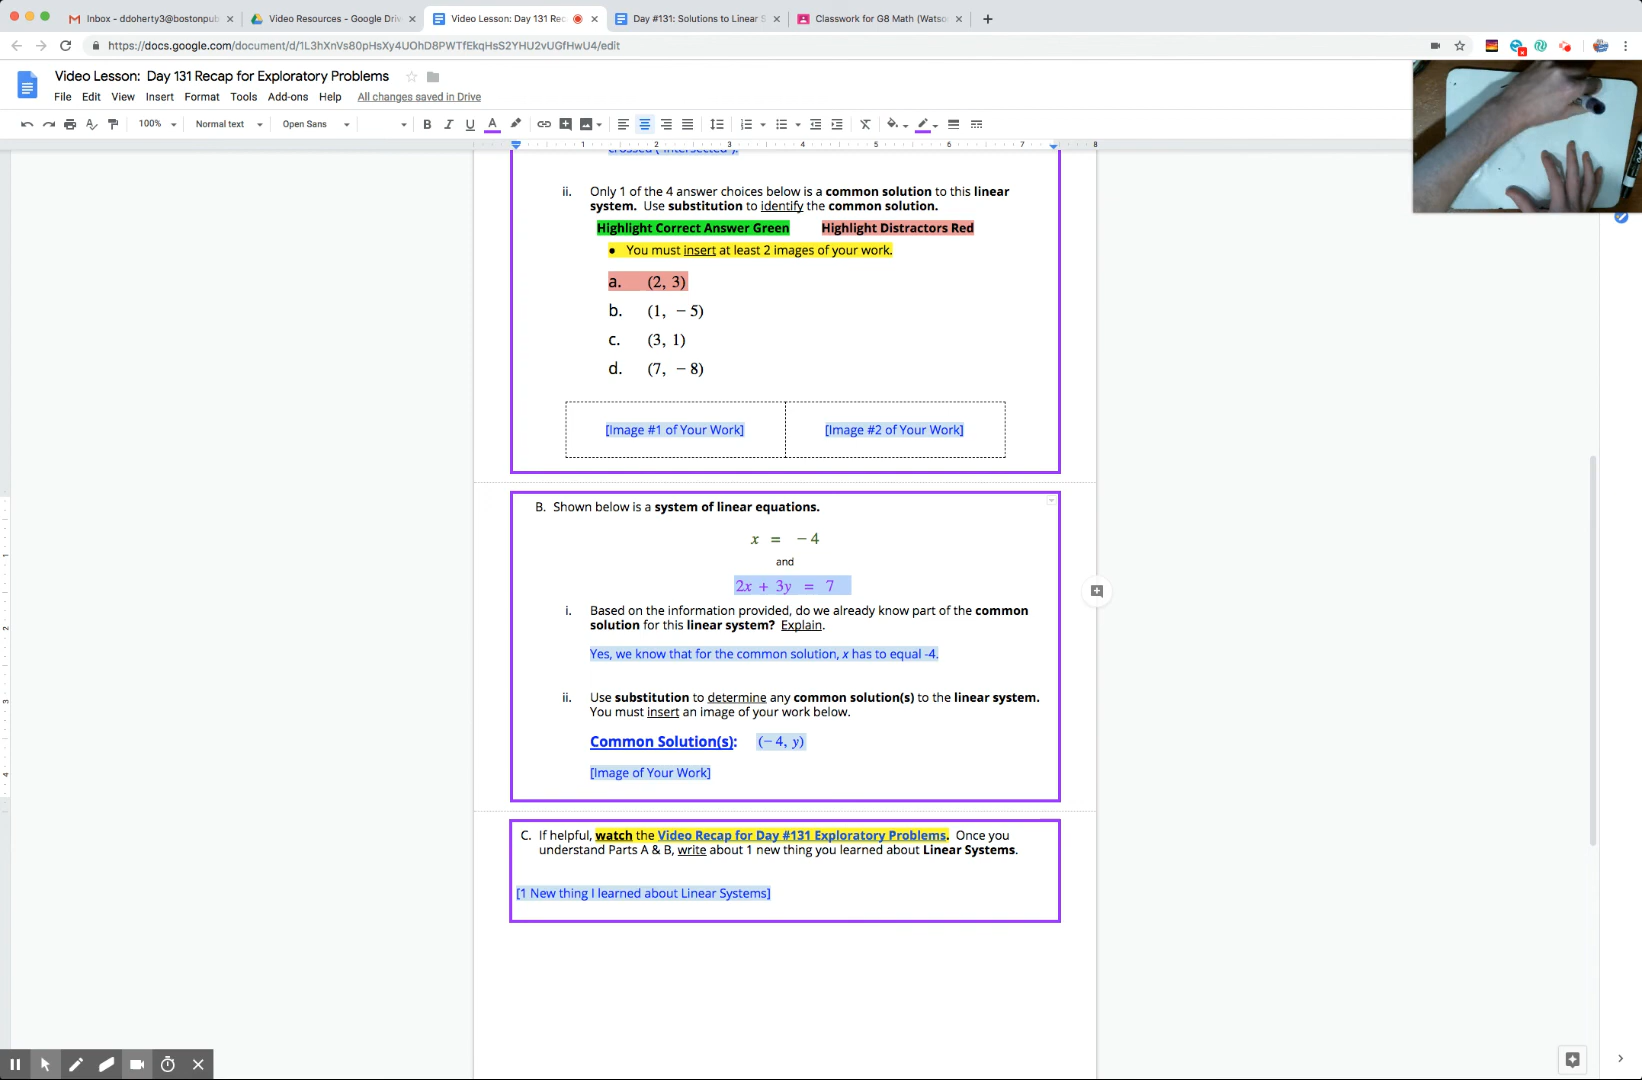 Inbox - ddoherty3@bostonpub
Video Resources - Google Driv
Video Lesson: Day 131 Rec
Day #131: Solutions to Linear S
Classwork for G8 Math (Watso
https://docs.google.com/document/d/1L3hXnVs80pHsXy4UOhD8PWTfEkqHsS2YHU2vUGfHwU4/edit
Video Lesson: Day 131 Recap for Exploratory Problems
File Edit View Insert Format Tools Add-ons Help All changes saved in Drive
100% Normal text Open Sans B I U A
1 2 3 4 5 6 7 8
crossed ("intersected").
ii. Only 1 of the 4 answer choices below is a common solution to this linear
system. Use substitution to identify the common solution.
Highlight Correct Answer Green Highlight Distractors Red
• You must insert at least 2 images of your work.
a. (2, 3)
b. (1, − 5)
c. (3, 1)
d. (7, − 8)
[Image #1 of Your Work] [Image #2 of Your Work]
B. Shown below is a system of linear equations.
x = − 4
and
2x + 3y = 7
i. Based on the information provided, do we already know part of the common
solution for this linear system? Explain.
Yes, we know that for the common solution, x has to equal -4.
ii. Use substitution to determine any common solution(s) to the linear system.
You must insert an image of your work below.
Common Solution(s): (− 4, y)
[Image of Your Work]
C. If helpful, watch the Video Recap for Day #131 Exploratory Problems. Once you
understand Parts A & B, write about 1 new thing you learned about Linear Systems.
[1 New thing I learned about Linear Systems]